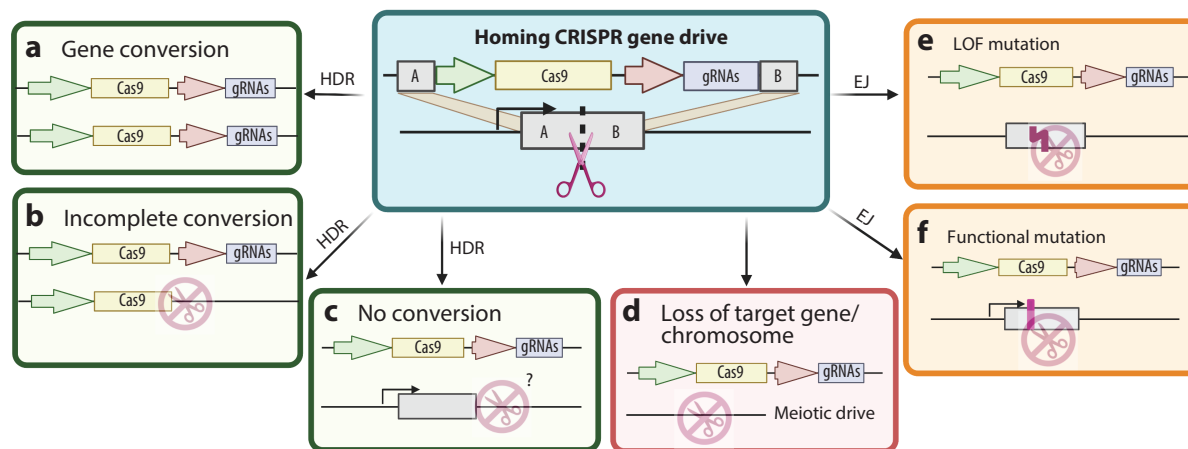 Homing CRISPR gene drive
A
Cas9
gRNAs
B
A
B
HDR
HDR
HDR
EJ
EJ
a Gene conversion
Cas9
gRNAs
Cas9
gRNAs
b Incomplete conversion
Cas9
gRNAs
Cas9
c No conversion
Cas9
gRNAs
?
d Loss of target gene/
chromosome
Cas9
gRNAs
Meiotic drive
e LOF mutation
Cas9
gRNAs
f Functional mutation
Cas9
gRNAs